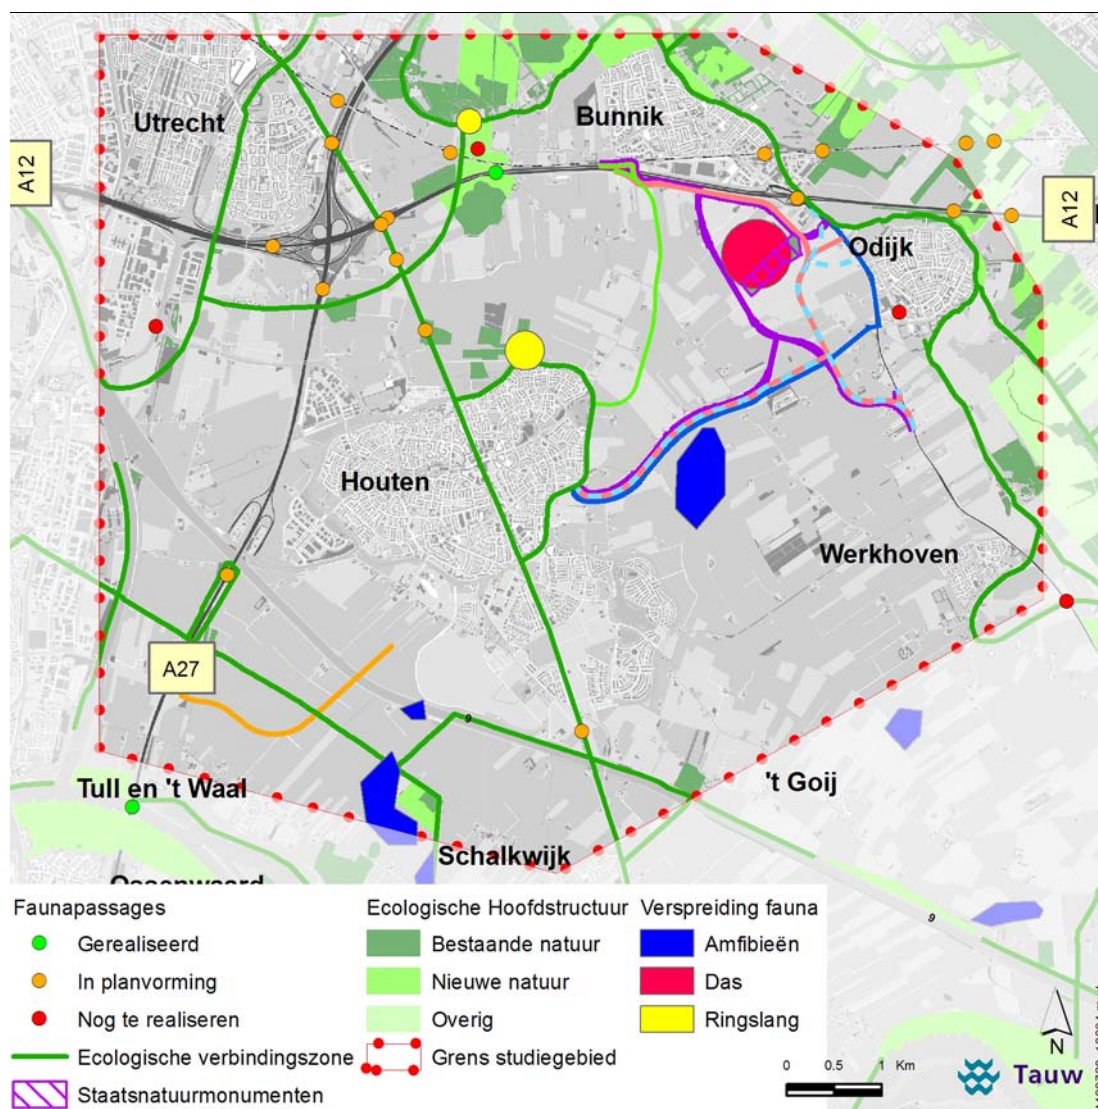 Utrecht
Bunnik
A12
A12
Odijk
Houten
Werkhoven
A27
9
Tull en 't Waal
't Goij
Schalkwijk
9
Faunapassages
Gerealiseerd
In planvorming
Nog te realiseren
Ecologische verbindingszone
Staatsnatuurmonumenten
Ecologische Hoofdstructuur
Bestaande natuur
Nieuwe natuur
Overig
Grens studiegebied
Verspreiding fauna
Amfibieën
Das
Ringslang
0 0.5 1 Km
N
Tauw